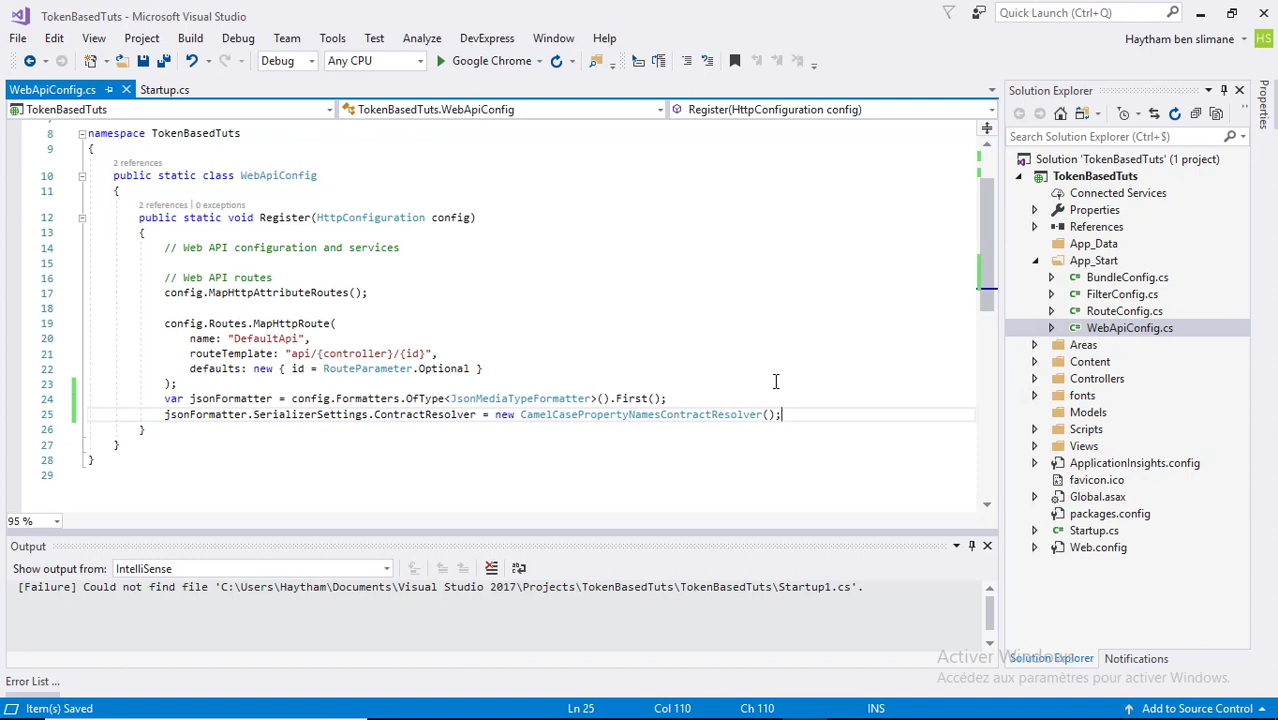 TokenBasedTuts - Microsoft Visual Studio
Quick Launch (Ctrl+Q)
File Edit View Project Build Debug Team Tools Test Analyze DevExpress Window Help
Haytham ben slimane HS
Debug Any CPU Google Chrome
WebApiConfig.cs Startup.cs
TokenBasedTuts TokenBasedTuts.WebApiConfig Register(HttpConfiguration config)
8 namespace TokenBasedTuts
9 {
2 references
10 public static class WebApiConfig
11 {
2 references | 0 exceptions
12 public static void Register(HttpConfiguration config)
13 {
14 // Web API configuration and services
15
16 // Web API routes
17 config.MapHttpAttributeRoutes();
18
19 config.Routes.MapHttpRoute(
20 name: "DefaultApi",
21 routeTemplate: "api/{controller}/{id}",
22 defaults: new { id = RouteParameter.Optional }
23 );
24 var jsonFormatter = config.Formatters.OfType<JsonMediaTypeFormatter>().First();
25 jsonFormatter.SerializerSettings.ContractResolver = new CamelCasePropertyNamesContractResolver();
26 }
27 }
28 }
29
95 %
Output
Show output from: IntelliSense
[Failure] Could not find file 'C:\Users\Haytham\Documents\Visual Studio 2017\Projects\TokenBasedTuts\TokenBasedTuts\Startup1.cs'.
Error List ...
Solution Explorer
Search Solution Explorer (Ctrl+$)
Solution 'TokenBasedTuts' (1 project)
TokenBasedTuts
Connected Services
Properties
References
App_Data
App_Start
BundleConfig.cs
FilterConfig.cs
RouteConfig.cs
WebApiConfig.cs
Areas
Content
Controllers
fonts
Models
Scripts
Views
ApplicationInsights.config
favicon.ico
Global.asax
packages.config
Startup.cs
Web.config
Solution Explorer Notifications
Properties
Activer Windows
Accédez aux paramètres pour activer Windows.
Item(s) Saved Ln 25 Col 110 Ch 110 INS Add to Source Control